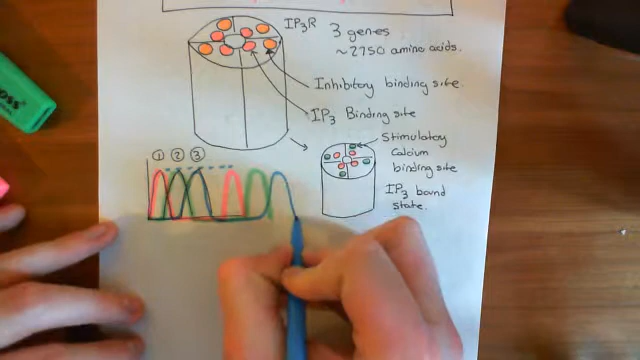 IP3R
3 genes
~2750 amino acids.
Inhibitory binding site.
IP3 Binding site
Stimulatory
Calcium
binding site
IP3 bound
state.
1 2 3